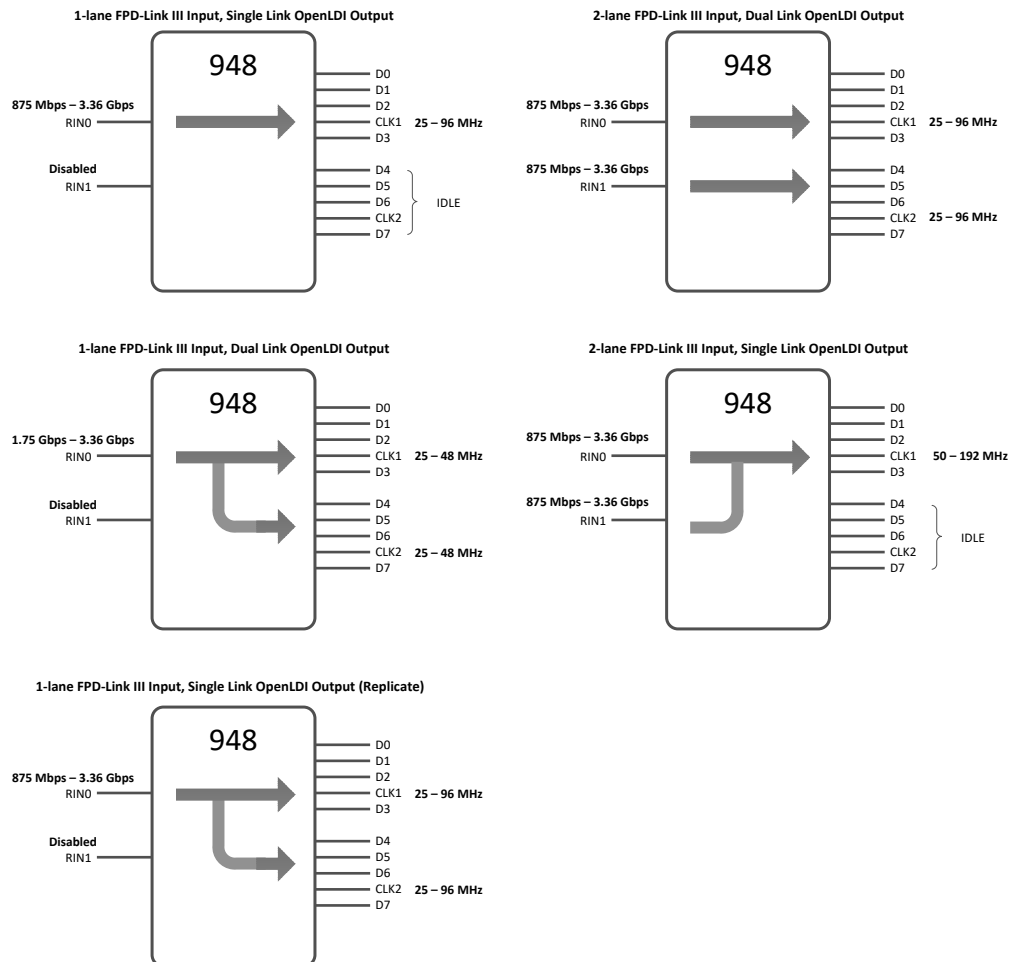 1-lane FPD-Link III Input, Single Link OpenLDI Output
948
875 Mbps – 3.36 Gbps
RIN0
Disabled
RIN1
D0
D1
D2
CLK1 25 – 96 MHz
D3
D4
D5
D6
CLK2
D7
IDLE
2-lane FPD-Link III Input, Dual Link OpenLDI Output
948
875 Mbps – 3.36 Gbps
RIN0
875 Mbps – 3.36 Gbps
RIN1
D0
D1
D2
CLK1 25 – 96 MHz
D3
D4
D5
D6
CLK2 25 – 96 MHz
D7
1-lane FPD-Link III Input, Dual Link OpenLDI Output
948
1.75 Gbps – 3.36 Gbps
RIN0
Disabled
RIN1
D0
D1
D2
CLK1 25 – 48 MHz
D3
D4
D5
D6
CLK2 25 – 48 MHz
D7
2-lane FPD-Link III Input, Single Link OpenLDI Output
948
875 Mbps – 3.36 Gbps
RIN0
875 Mbps – 3.36 Gbps
RIN1
D0
D1
D2
CLK1 50 – 192 MHz
D3
D4
D5
D6
CLK2
D7
IDLE
1-lane FPD-Link III Input, Single Link OpenLDI Output (Replicate)
948
875 Mbps – 3.36 Gbps
RIN0
Disabled
RIN1
D0
D1
D2
CLK1 25 – 96 MHz
D3
D4
D5
D6
CLK2 25 – 96 MHz
D7